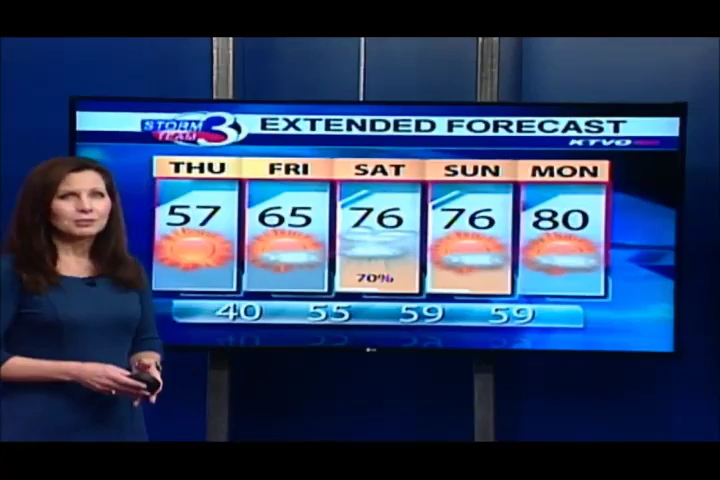 STORM TEAM 3 EXTENDED FORECAST
KTVO
THU FRI SAT SUN MON
57 65 76 76 80
70%
40 55 59 59
LG